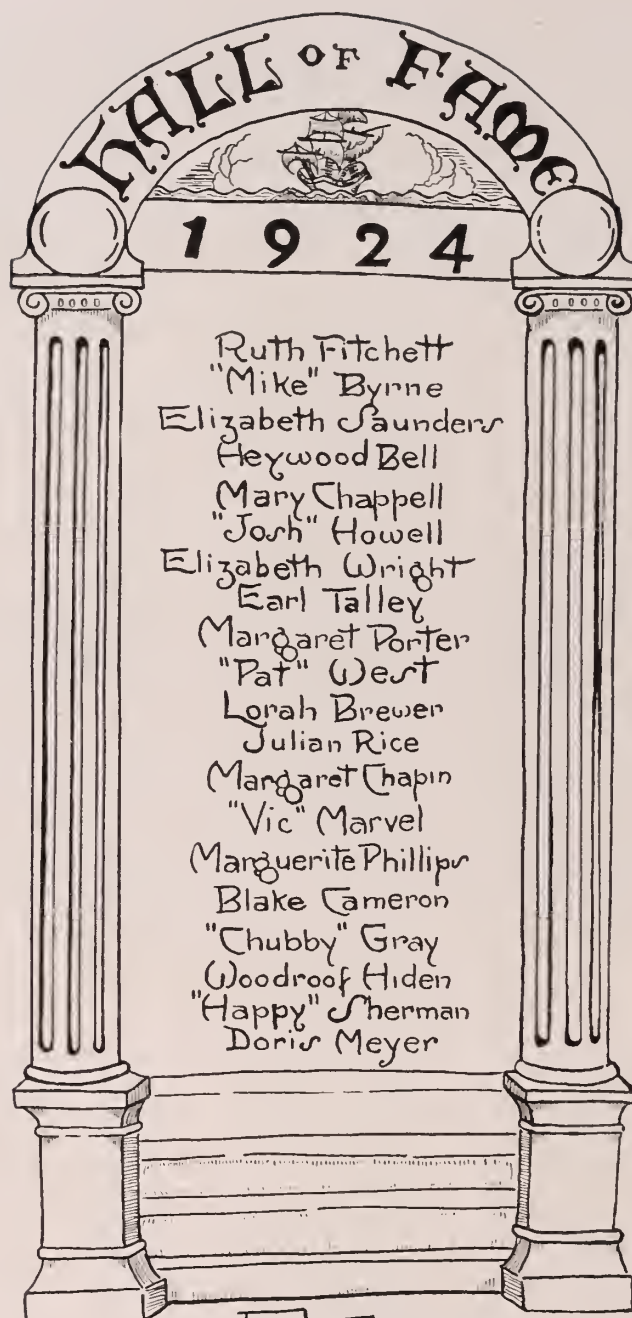 HALL OF FAME
1924
Ruth Fitchett
"Mike" Byrne
Elizabeth Saunders
Heywood Bell
Mary Chappell
"Josh" Howell
Elizabeth Wright
Earl Talley
Margaret Porter
"Pat" West
Lorah Brewer
Julian Rice
Margaret Chapin
"Vic" Marvel
Marguerite Phillips
Blake Cameron
"Chubby" Gray
Woodroof Hiden
"Happy" Sherman
Doris Meyer